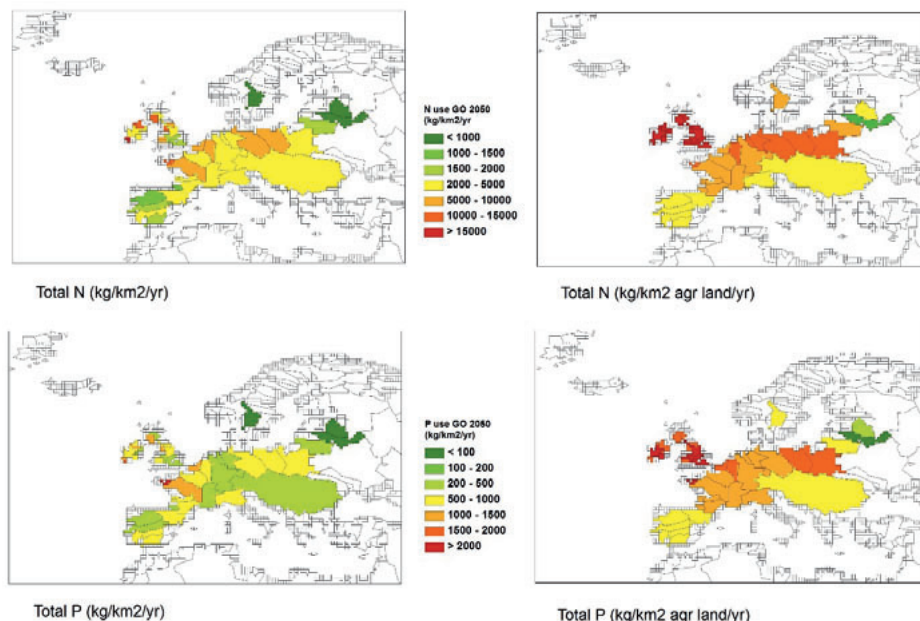 N use GO 2050
(kg/km2/yr
< 1000
1000 - 1500
1500 - 2000
2000 - 5000
5000 - 10000
10000 - 15000
> 15000
Total N (kg/km2/yr)
Total N (kg/km2 agr land/yr)
P use GO 2050
(kg/km2/yr)
< 100
100 - 200
200 - 500
500 - 1000
1000 - 1500
1500 - 2000
> 2000
Total P (kg/km2/yr)
Total P (kg/km2 agr land/yr)